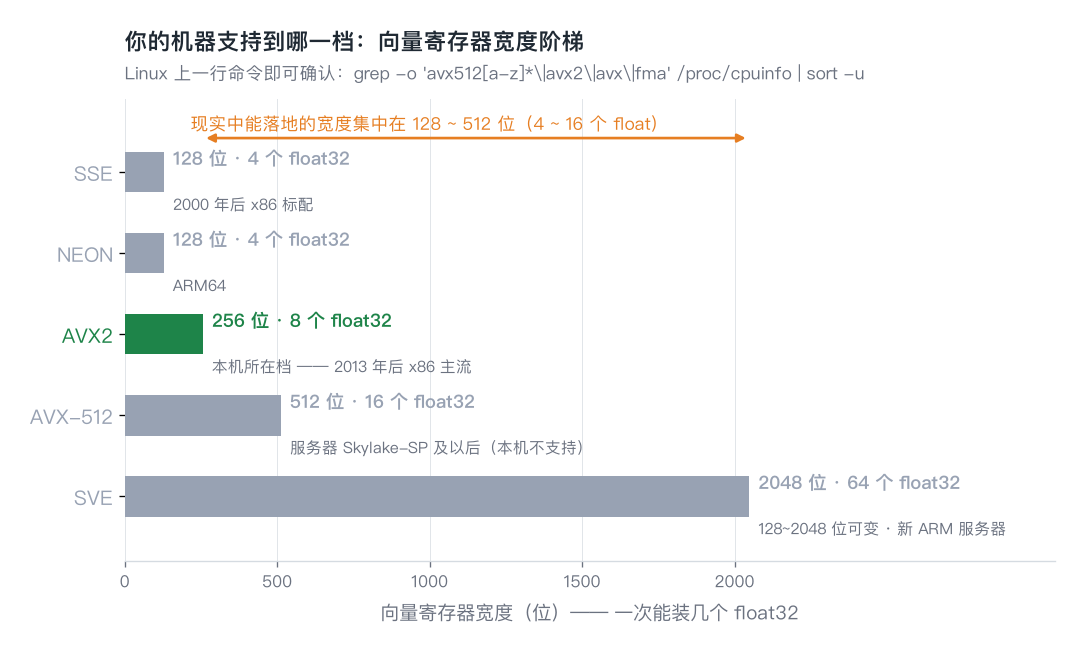 你的机器支持到哪一档：向量寄存器宽度阶梯
Linux 上一行命令即可确认：grep -o 'avx512[a-z]*\|avx2\|avx\|fma' /proc/cpuinfo | sort -u
现实中能落地的宽度集中在 128 ~ 512 位（4 ~ 16 个 float）
SSE
128 位 · 4 个 float32
2000 年后 x86 标配
NEON
128 位 · 4 个 float32
ARM64
AVX2
256 位 · 8 个 float32
本机所在档 —— 2013 年后 x86 主流
AVX-512
512 位 · 16 个 float32
服务器 Skylake-SP 及以后（本机不支持）
SVE
2048 位 · 64 个 float32
128~2048 位可变 · 新 ARM 服务器
0 500 1000 1500 2000
向量寄存器宽度（位）—— 一次能装几个 float32